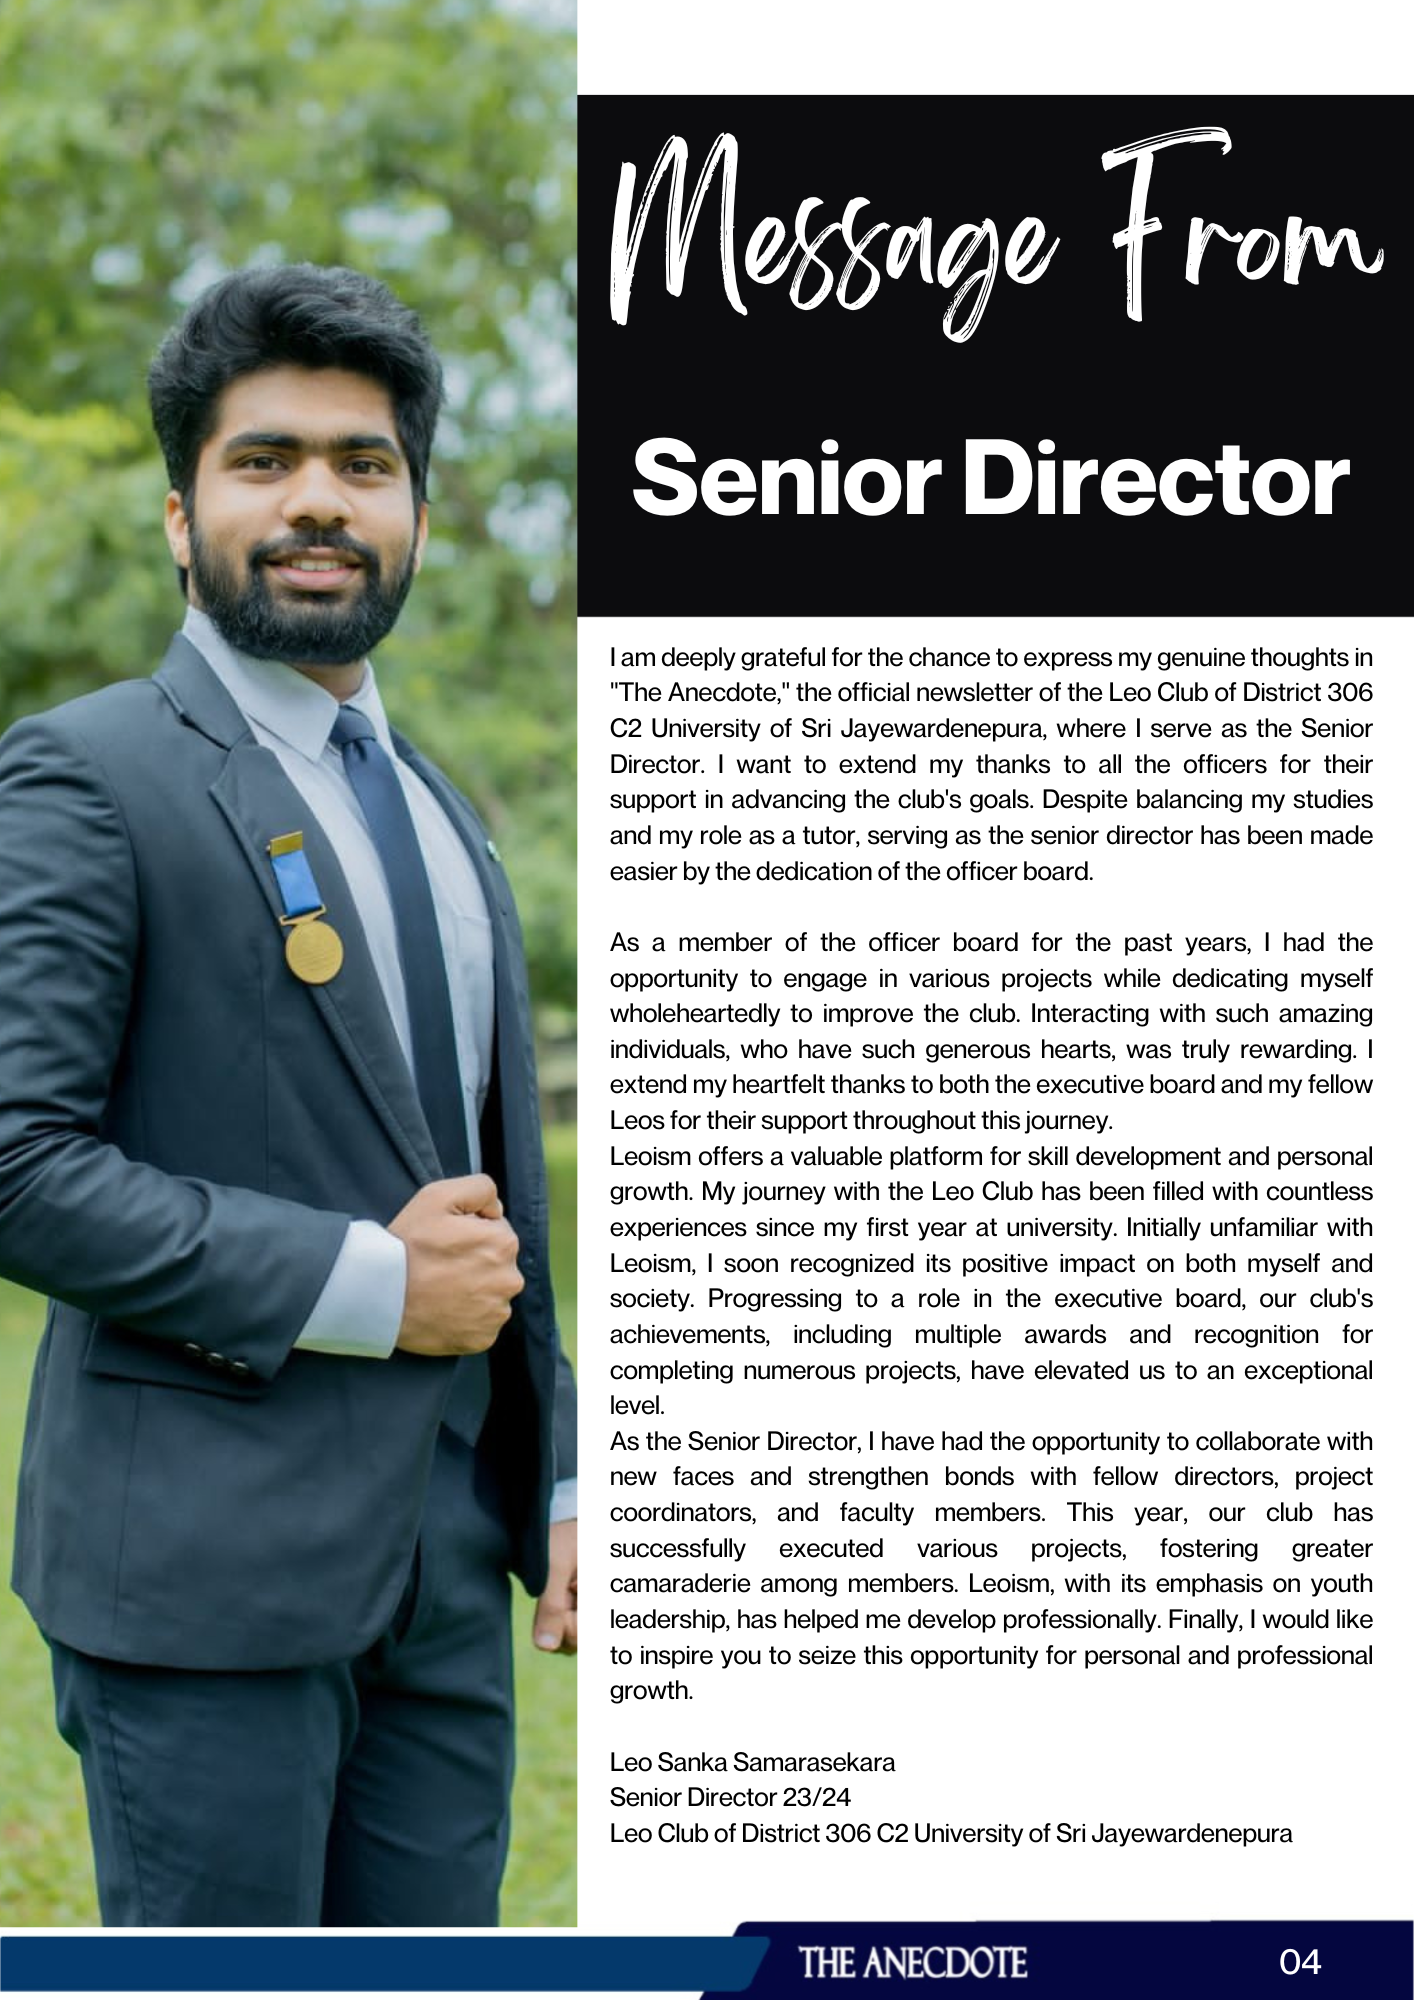 Message From
Senior Director
I am deeply grateful for the chance to express my genuine thoughts in
"The Anecdote," the official newsletter of the Leo Club of District 306
C2 University of Sri Jayewardenepura, where I serve as the Senior
Director. I want to extend my thanks to all the officers for their
support in advancing the club's goals. Despite balancing my studies
and my role as a tutor, serving as the senior director has been made
easier by the dedication of the officer board.
As a member of the officer board for the past years, I had the
opportunity to engage in various projects while dedicating myself
wholeheartedly to improve the club. Interacting with such amazing
individuals, who have such generous hearts, was truly rewarding. I
extend my heartfelt thanks to both the executive board and my fellow
Leos for their support throughout this journey.
Leoism offers a valuable platform for skill development and personal
growth. My journey with the Leo Club has been filled with countless
experiences since my first year at university. Initially unfamiliar with
Leoism, I soon recognized its positive impact on both myself and
society. Progressing to a role in the executive board, our club's
achievements, including multiple awards and recognition for
completing numerous projects, have elevated us to an exceptional
level.
As the Senior Director, I have had the opportunity to collaborate with
new faces and strengthen bonds with fellow directors, project
coordinators, and faculty members. This year, our club has
successfully executed various projects, fostering greater
camaraderie among members. Leoism, with its emphasis on youth
leadership, has helped me develop professionally. Finally, I would like
to inspire you to seize this opportunity for personal and professional
growth.
Leo Sanka Samarasekara
Senior Director 23/24
Leo Club of District 306 C2 University of Sri Jayewardenepura
THE ANECDOTE
04